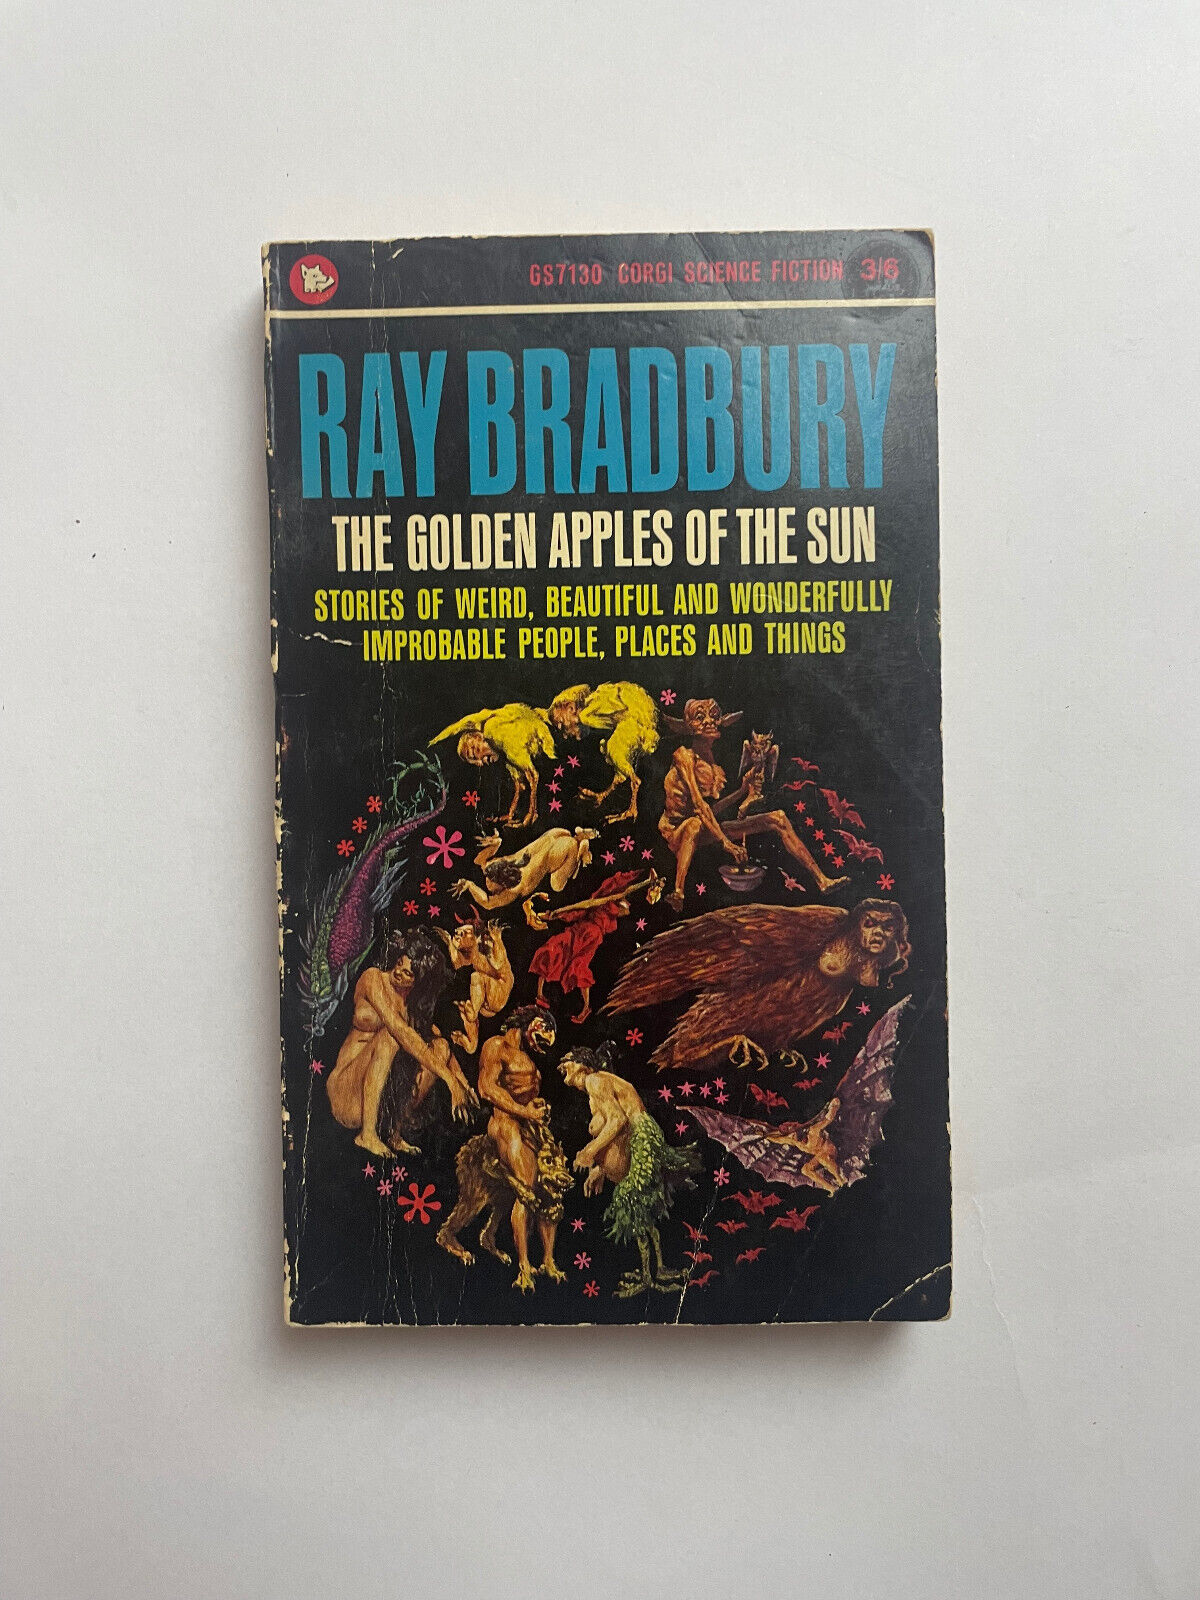 GS7130 CORGI SCIENCE FICTION 3/6
RAY BRADBURY
THE GOLDEN APPLES OF THE SUN
STORIES OF WEIRD, BEAUTIFUL AND WONDERFULLY
IMPROBABLE PEOPLE, PLACES AND THINGS